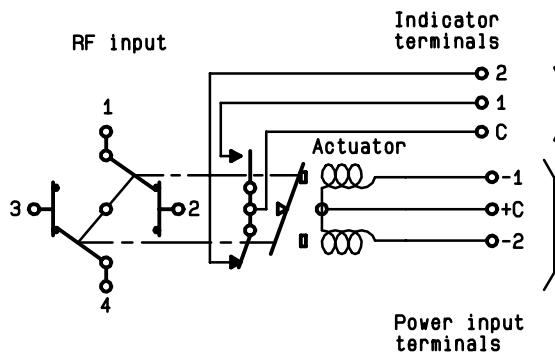 Indicator
terminals
RF input
2
1
C
1
Actuator
-1
3
2
+C
-2
4
Power input
terminals